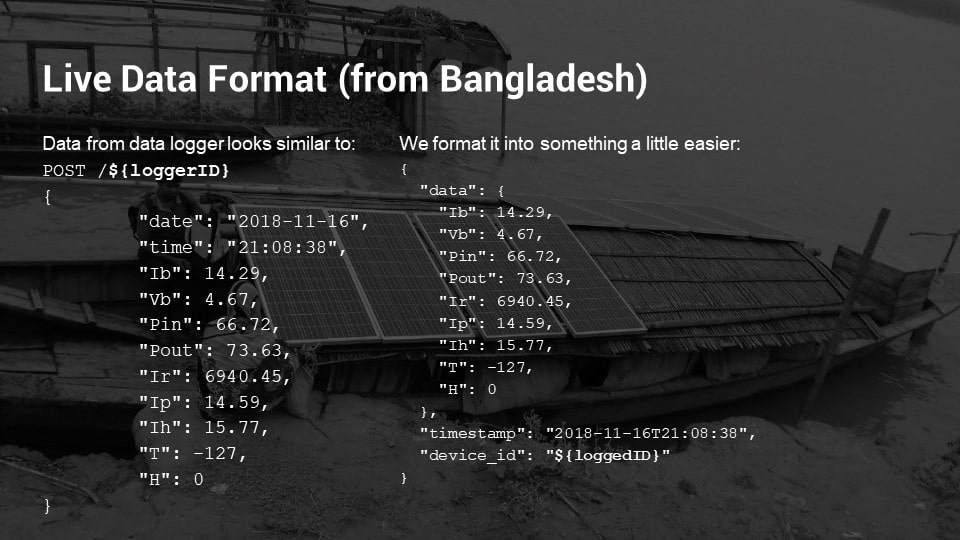 Live Data Format (from Bangladesh)
Data from data logger looks similar to:
POST /${loggerID}
{
"date": "2018-11-16",
"time": "21:08:38",
"Ib": 14.29,
"Vb": 4.67,
"Pin": 66.72,
"Pout": 73.63,
"Ir": 6940.45,
"Ip": 14.59,
"Ih": 15.77,
"T": -127,
"H": 0
}
We format it into something a little easier:
{
"data": {
"Ib": 14.29,
"Vb": 4.67,
"Pin": 66.72,
"Pout": 73.63,
"Ir": 6940.45,
"Ip": 14.59,
"Ih": 15.77,
"T": -127,
"H": 0
},
"timestamp": "2018-11-16T21:08:38",
"device_id": "${loggedID}"
}